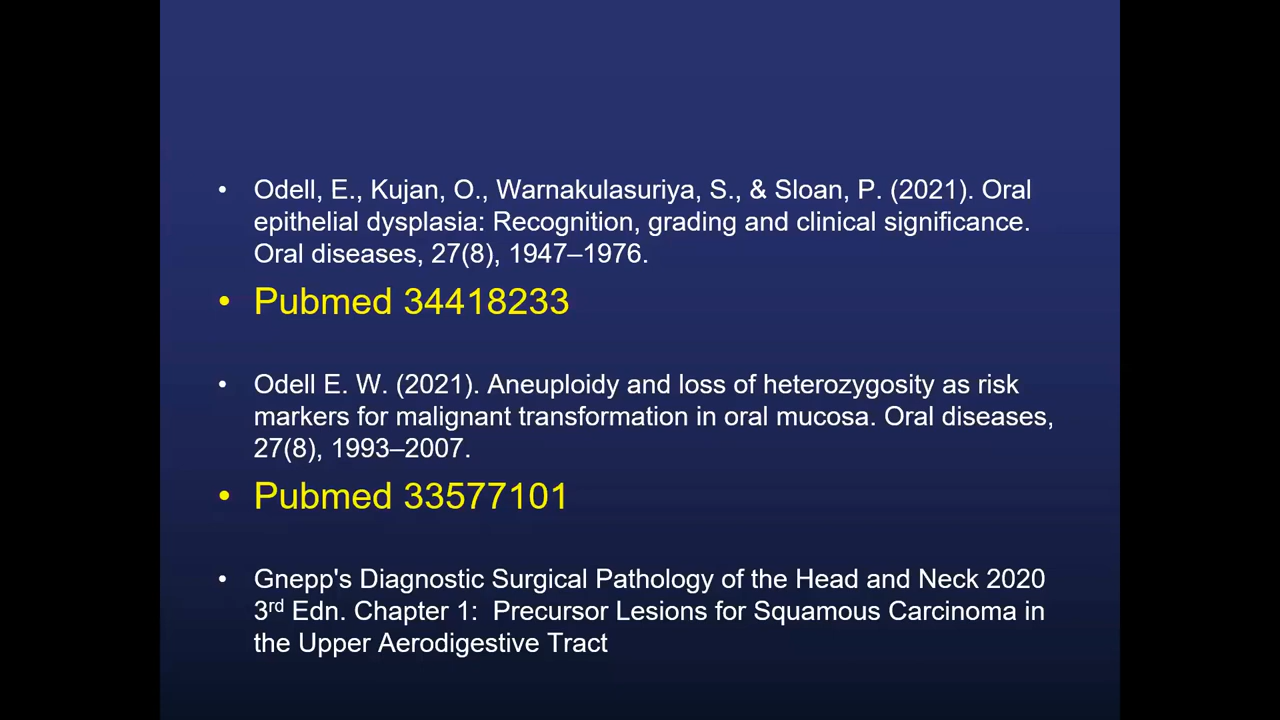 • Odell, E., Kujan, O., Warnakulasuriya, S., & Sloan, P. (2021). Oral
epithelial dysplasia: Recognition, grading and clinical significance.
Oral diseases, 27(8), 1947–1976.
• Pubmed 34418233
• Odell E. W. (2021). Aneuploidy and loss of heterozygosity as risk
markers for malignant transformation in oral mucosa. Oral diseases,
27(8), 1993–2007.
• Pubmed 33577101
• Gnepp's Diagnostic Surgical Pathology of the Head and Neck 2020
3rd Edn. Chapter 1:  Precursor Lesions for Squamous Carcinoma in
the Upper Aerodigestive Tract